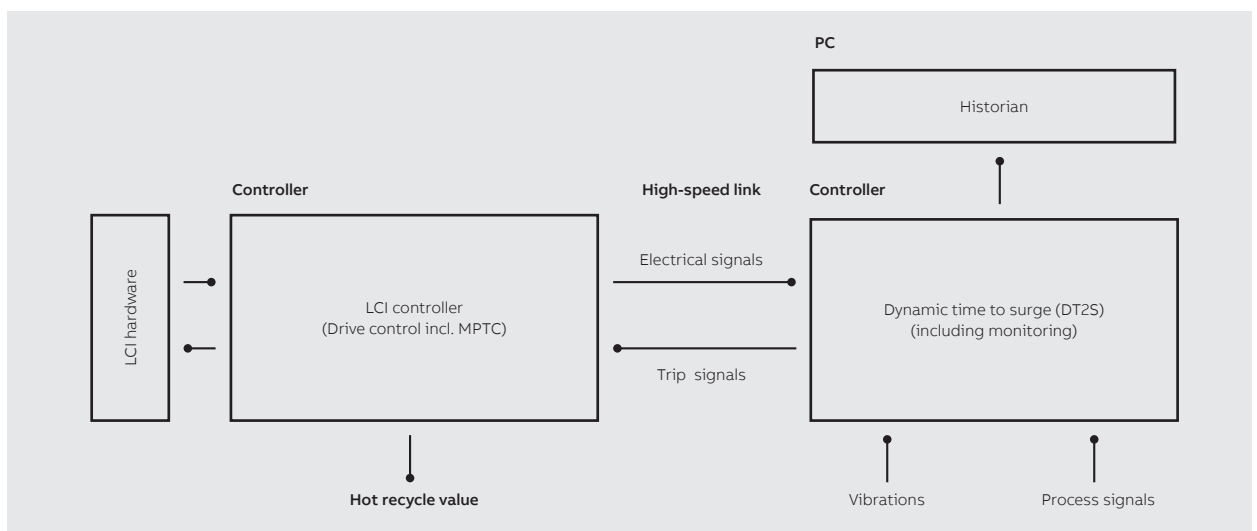 PC
Historian
Controller
High-speed link
Controller
LCI hardware
LCI controller
(Drive control incl. MPTC)
Electrical signals
Trip signals
Dynamic time to surge (DT2S)
(including monitoring)
Hot recycle value
Vibrations
Process signals